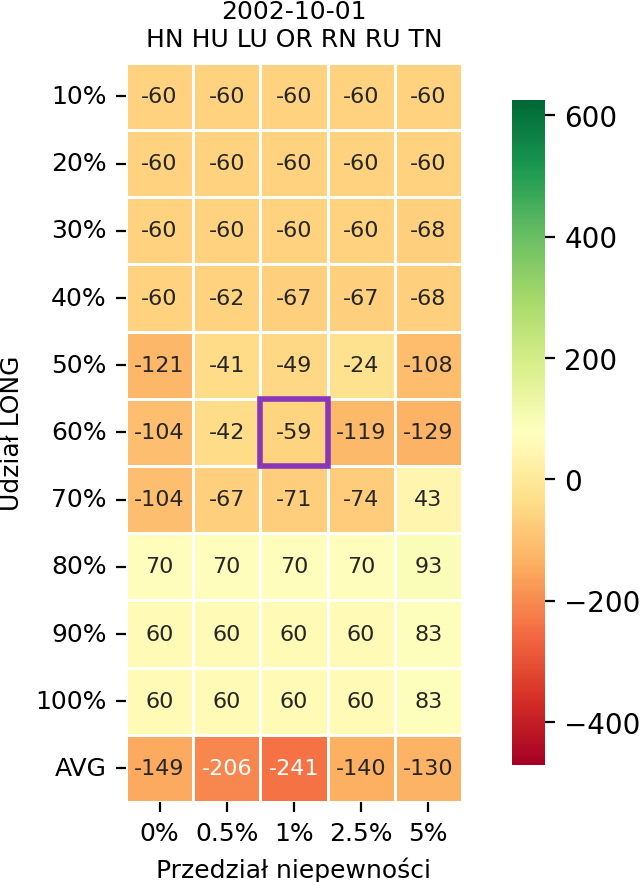 2002-10-01
HN HU LU OR RN RU TN
Udział LONG
10% -60 -60 -60 -60 -60
20% -60 -60 -60 -60 -60
30% -60 -60 -60 -60 -68
40% -60 -62 -67 -67 -68
50% -121 -41 -49 -24 -108
60% -104 -42 -59 -119 -129
70% -104 -67 -71 -74 43
80% 70 70 70 70 93
90% 60 60 60 60 83
100% 60 60 60 60 83
AVG -149 -206 -241 -140 -130
0% 0.5% 1% 2.5% 5%
Przedział niepewności
600
400
200
0
−200
−400